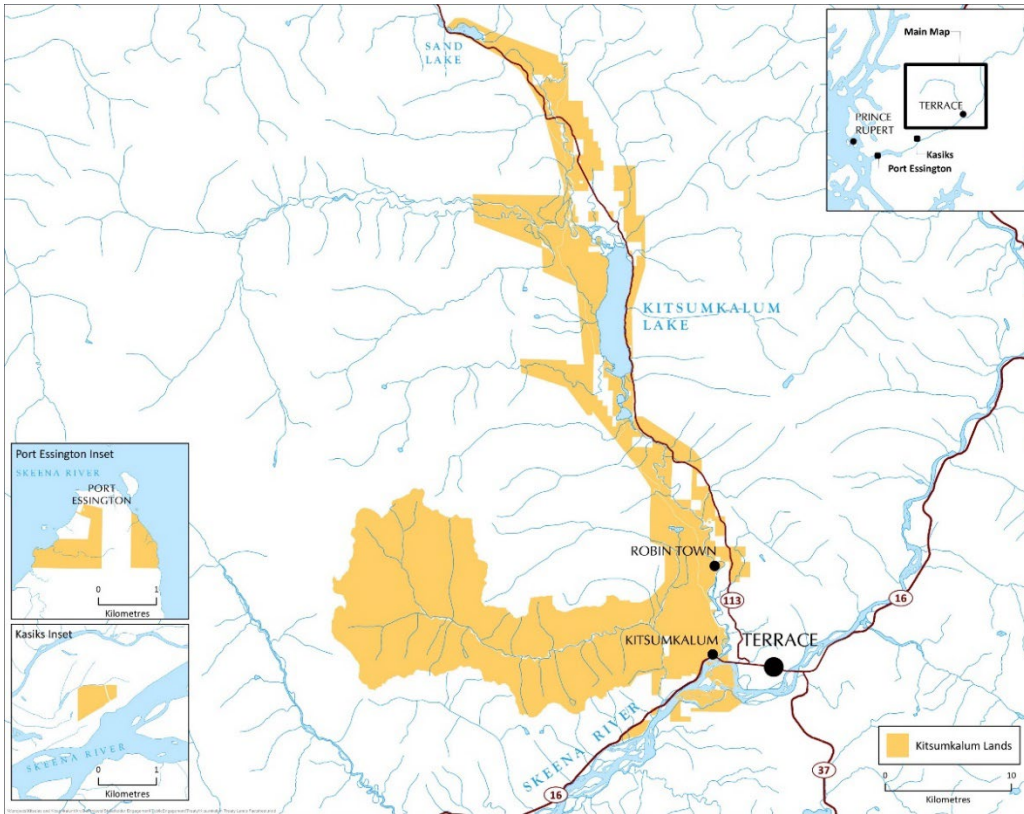 SAND
LAKE
Main Map
TERRACE
PRINCE
RUPERT
Kasiks
Port Essington
KITSUMKALUM
LAKE
Port Essington Inset
SKEENA RIVER
PORT
ESSINGTON
0 1
Kilometres
Kasiks Inset
SKEENA RIVER
0 1
Kilometres
ROBIN TOWN
113
16
KITSUMKALUM
TERRACE
SKEENA RIVER
16
37
Kitsumkalum Lands
0 10
Kilometres